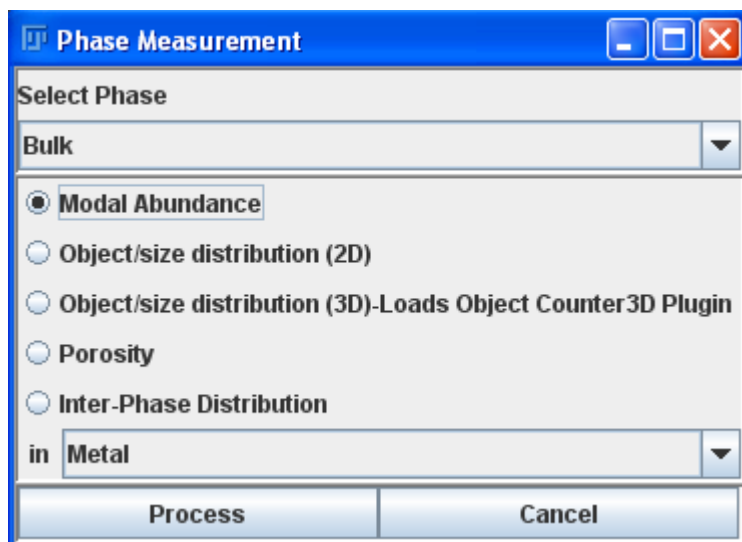 Phase Measurement
Select Phase
Bulk
Modal Abundance
Object/size distribution (2D)
Object/size distribution (3D)-Loads Object Counter3D Plugin
Porosity
Inter-Phase Distribution
in Metal
Process Cancel